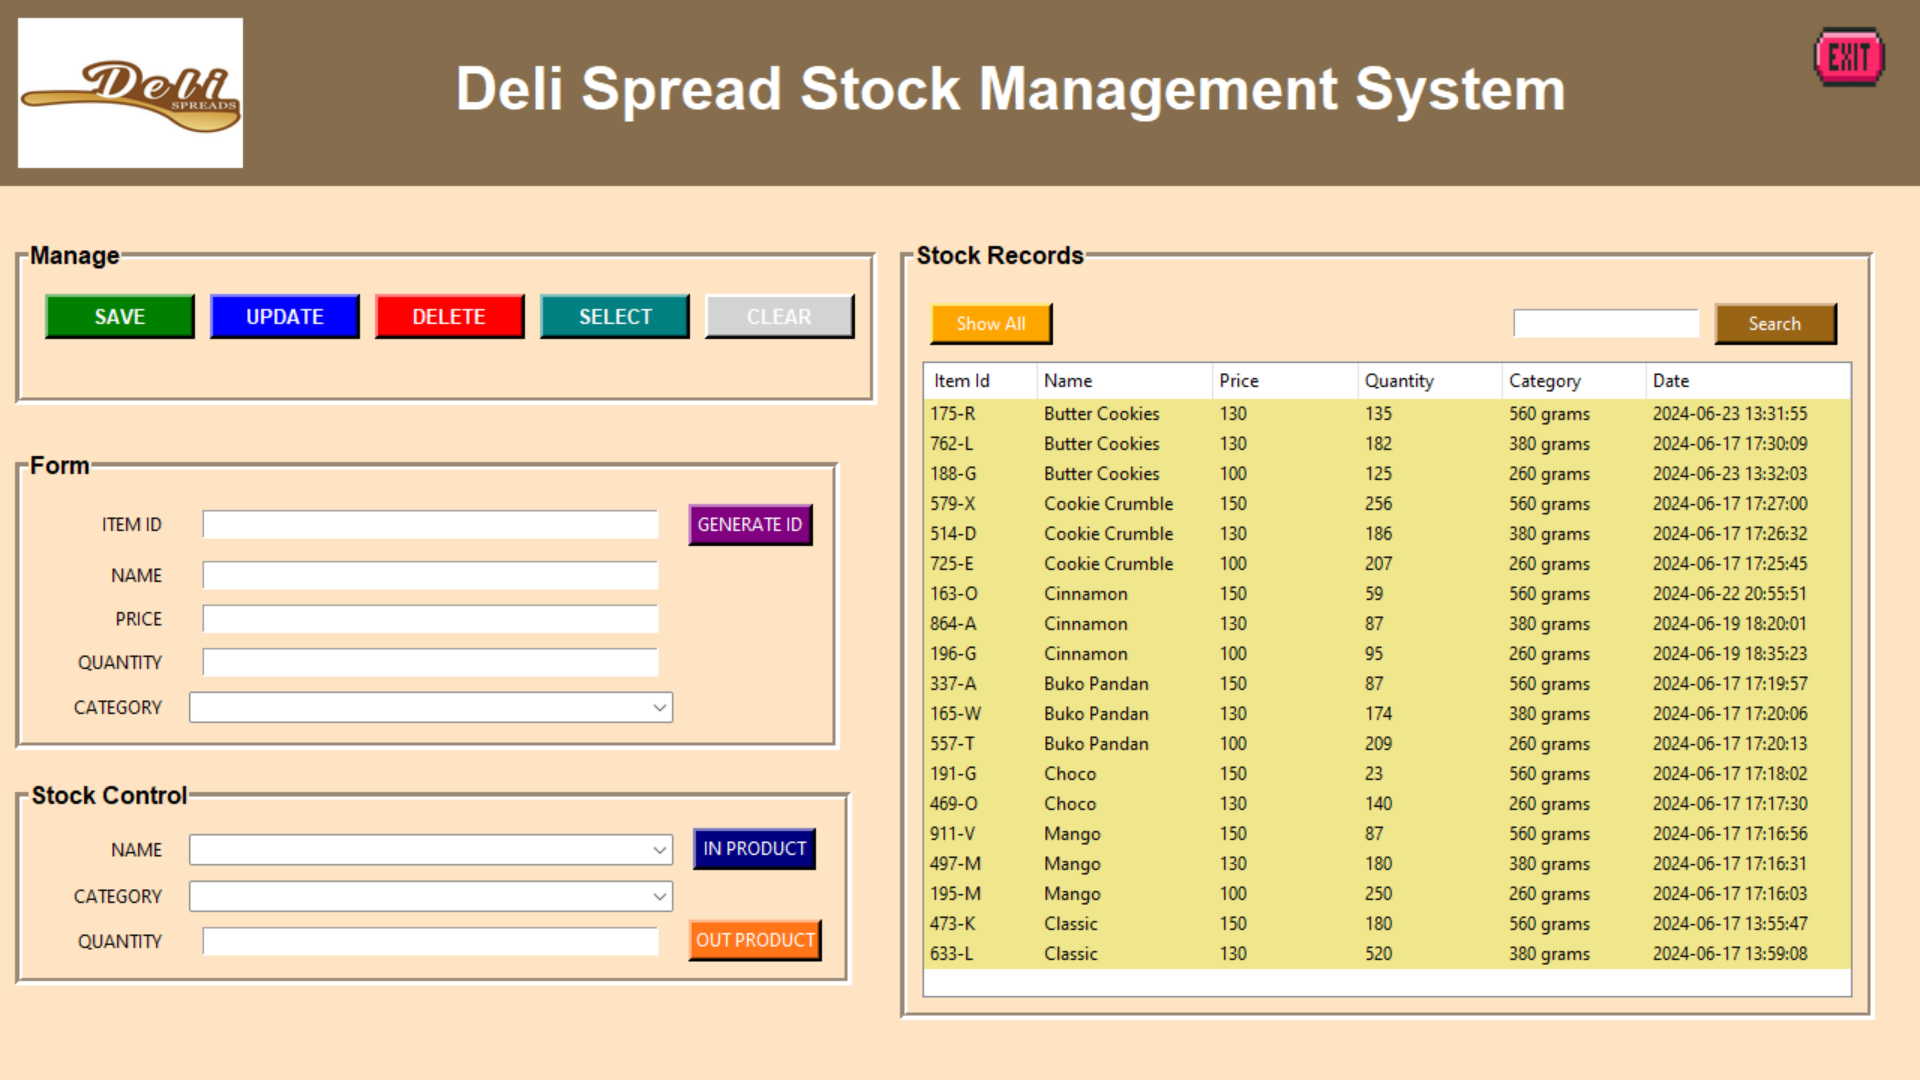 Deli
SPREADS
Deli Spread Stock Management System
EXIT
Manage
SAVE UPDATE DELETE SELECT CLEAR
Form
ITEM ID GENERATE ID
NAME
PRICE
QUANTITY
CATEGORY
Stock Control
NAME IN PRODUCT
CATEGORY
QUANTITY OUT PRODUCT
Stock Records
Show All Search
Item Id Name Price Quantity Category Date
175-R Butter Cookies 130 135 560 grams 2024-06-23 13:31:55
762-L Butter Cookies 130 182 380 grams 2024-06-17 17:30:09
188-G Butter Cookies 100 125 260 grams 2024-06-23 13:32:03
579-X Cookie Crumble 150 256 560 grams 2024-06-17 17:27:00
514-D Cookie Crumble 130 186 380 grams 2024-06-17 17:26:32
725-E Cookie Crumble 100 207 260 grams 2024-06-17 17:25:45
163-O Cinnamon 150 59 560 grams 2024-06-22 20:55:51
864-A Cinnamon 130 87 380 grams 2024-06-19 18:20:01
196-G Cinnamon 100 95 260 grams 2024-06-19 18:35:23
337-A Buko Pandan 150 87 560 grams 2024-06-17 17:19:57
165-W Buko Pandan 130 174 380 grams 2024-06-17 17:20:06
557-T Buko Pandan 100 209 260 grams 2024-06-17 17:20:13
191-G Choco 150 23 560 grams 2024-06-17 17:18:02
469-O Choco 130 140 260 grams 2024-06-17 17:17:30
911-V Mango 150 87 560 grams 2024-06-17 17:16:56
497-M Mango 130 180 380 grams 2024-06-17 17:16:31
195-M Mango 100 250 260 grams 2024-06-17 17:16:03
473-K Classic 150 180 560 grams 2024-06-17 13:55:47
633-L Classic 130 520 380 grams 2024-06-17 13:59:08